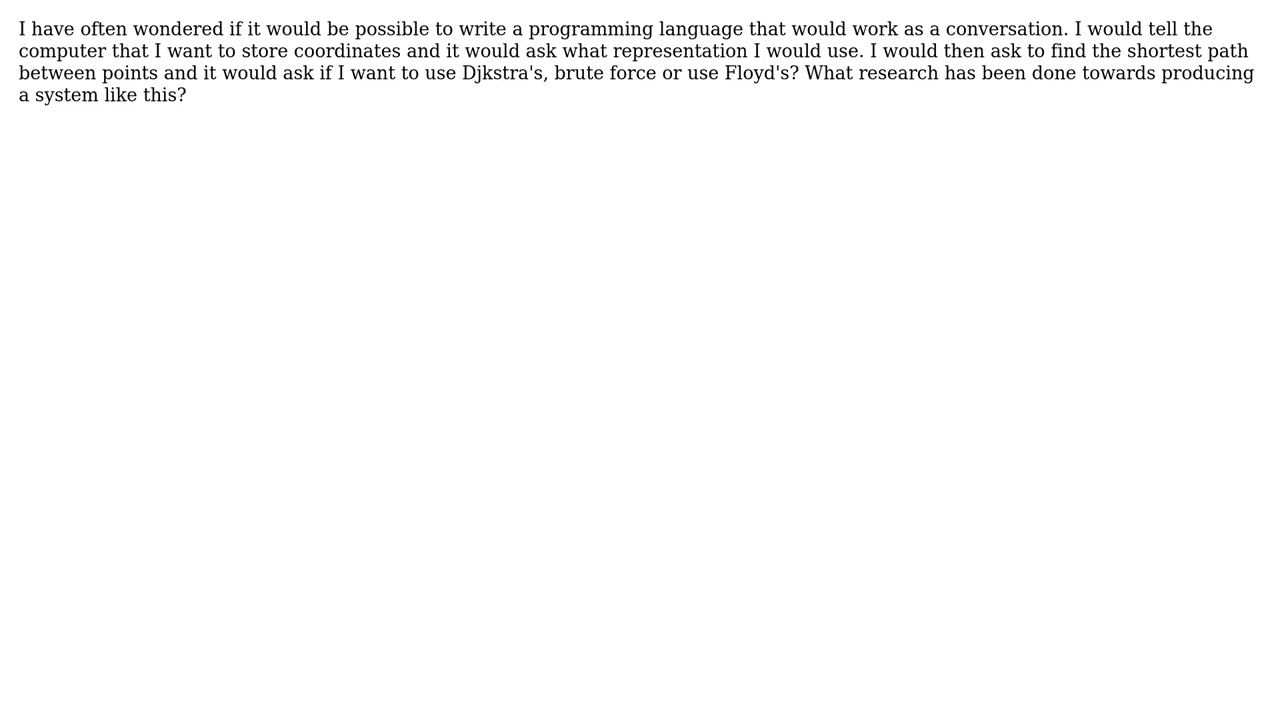 I have often wondered if it would be possible to write a programming language that would work as a conversation. I would tell the
computer that I want to store coordinates and it would ask what representation I would use. I would then ask to find the shortest path
between points and it would ask if I want to use Djkstra's, brute force or use Floyd's? What research has been done towards producing
a system like this?